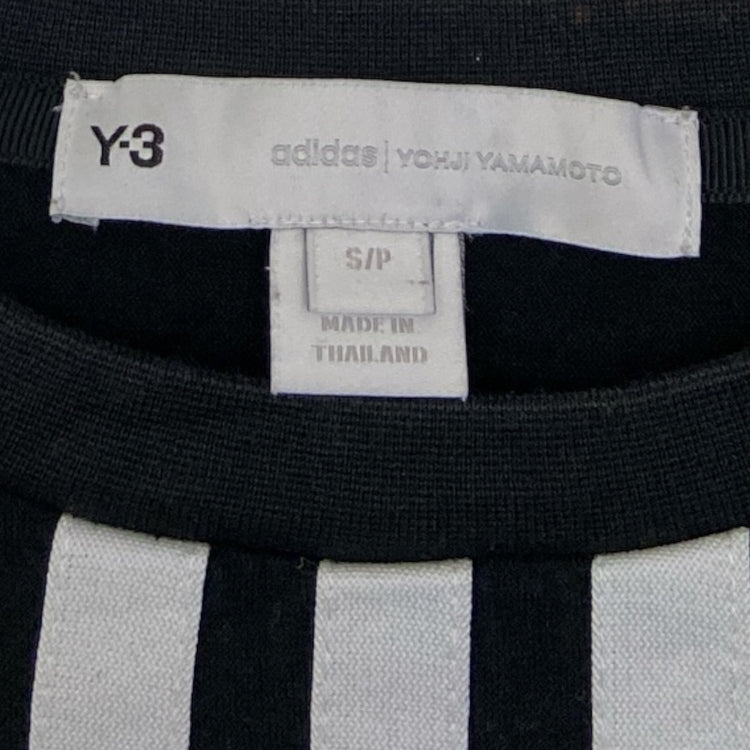 Y-3 adidas | YOHJI YAMAMOTO
S/P
MADE IN
THAILAND